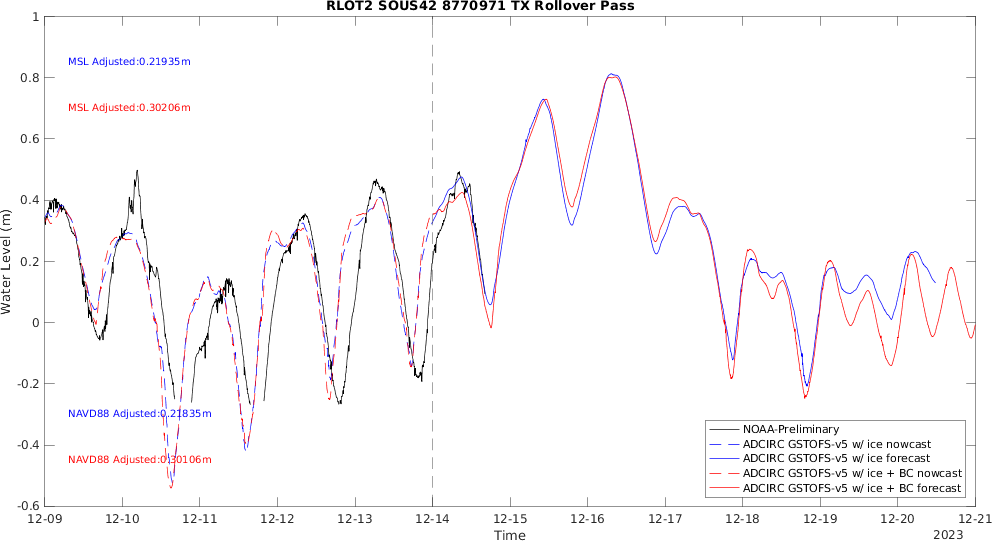 RLOT2 SOUS42 8770971 TX Rollover Pass
Water Level (m)
1
0.8
0.6
0.4
0.2
0
-0.2
-0.4
-0.6
MSL Adjusted:0.21935m
MSL Adjusted:0.30206m
NAVD88 Adjusted:0.21835m
NAVD88 Adjusted:0.30106m
NOAA-Preliminary
ADCIRC GSTOFS-v5 w/ ice nowcast
ADCIRC GSTOFS-v5 w/ ice forecast
ADCIRC GSTOFS-v5 w/ ice + BC nowcast
ADCIRC GSTOFS-v5 w/ ice + BC forecast
12-09 12-10 12-11 12-12 12-13 12-14 12-15 12-16 12-17 12-18 12-19 12-20 12-21
Time
2023